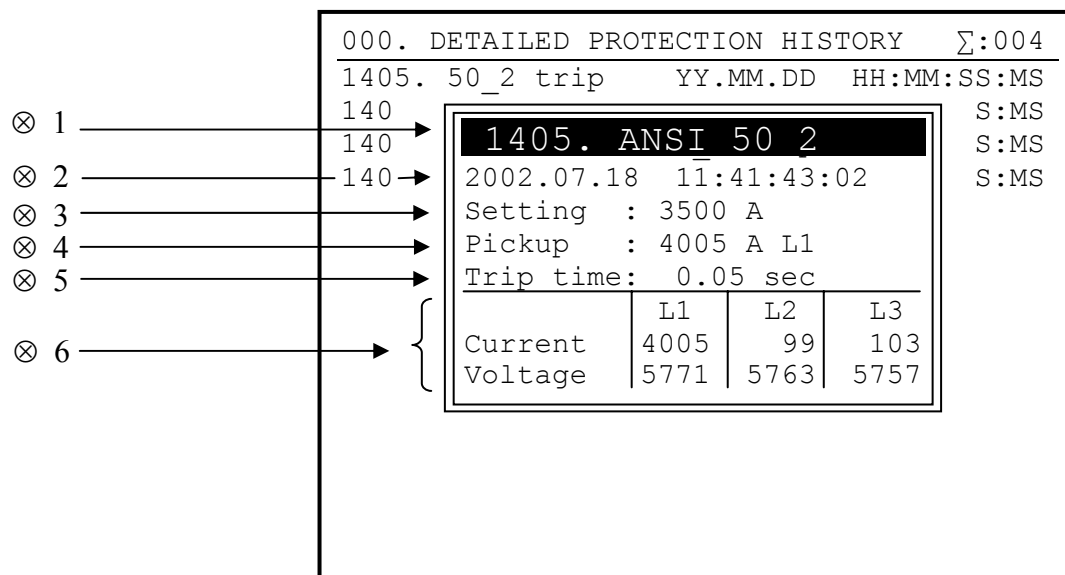 000. DETAILED PROTECTION HISTORY ∑:004
1405. 50_2 trip YY.MM.DD HH:MM:SS:MS
⊗ 1
140 S:MS
1405. ANSI 50_2
140 S:MS
⊗ 2
140 2002.07.18 11:41:43:02 S:MS
⊗ 3 Setting : 3500 A
⊗ 4 Pickup : 4005 A L1
⊗ 5 Trip time: 0.05 sec
L1 L2 L3
⊗ 6 Current 4005 99 103
Voltage 5771 5763 5757